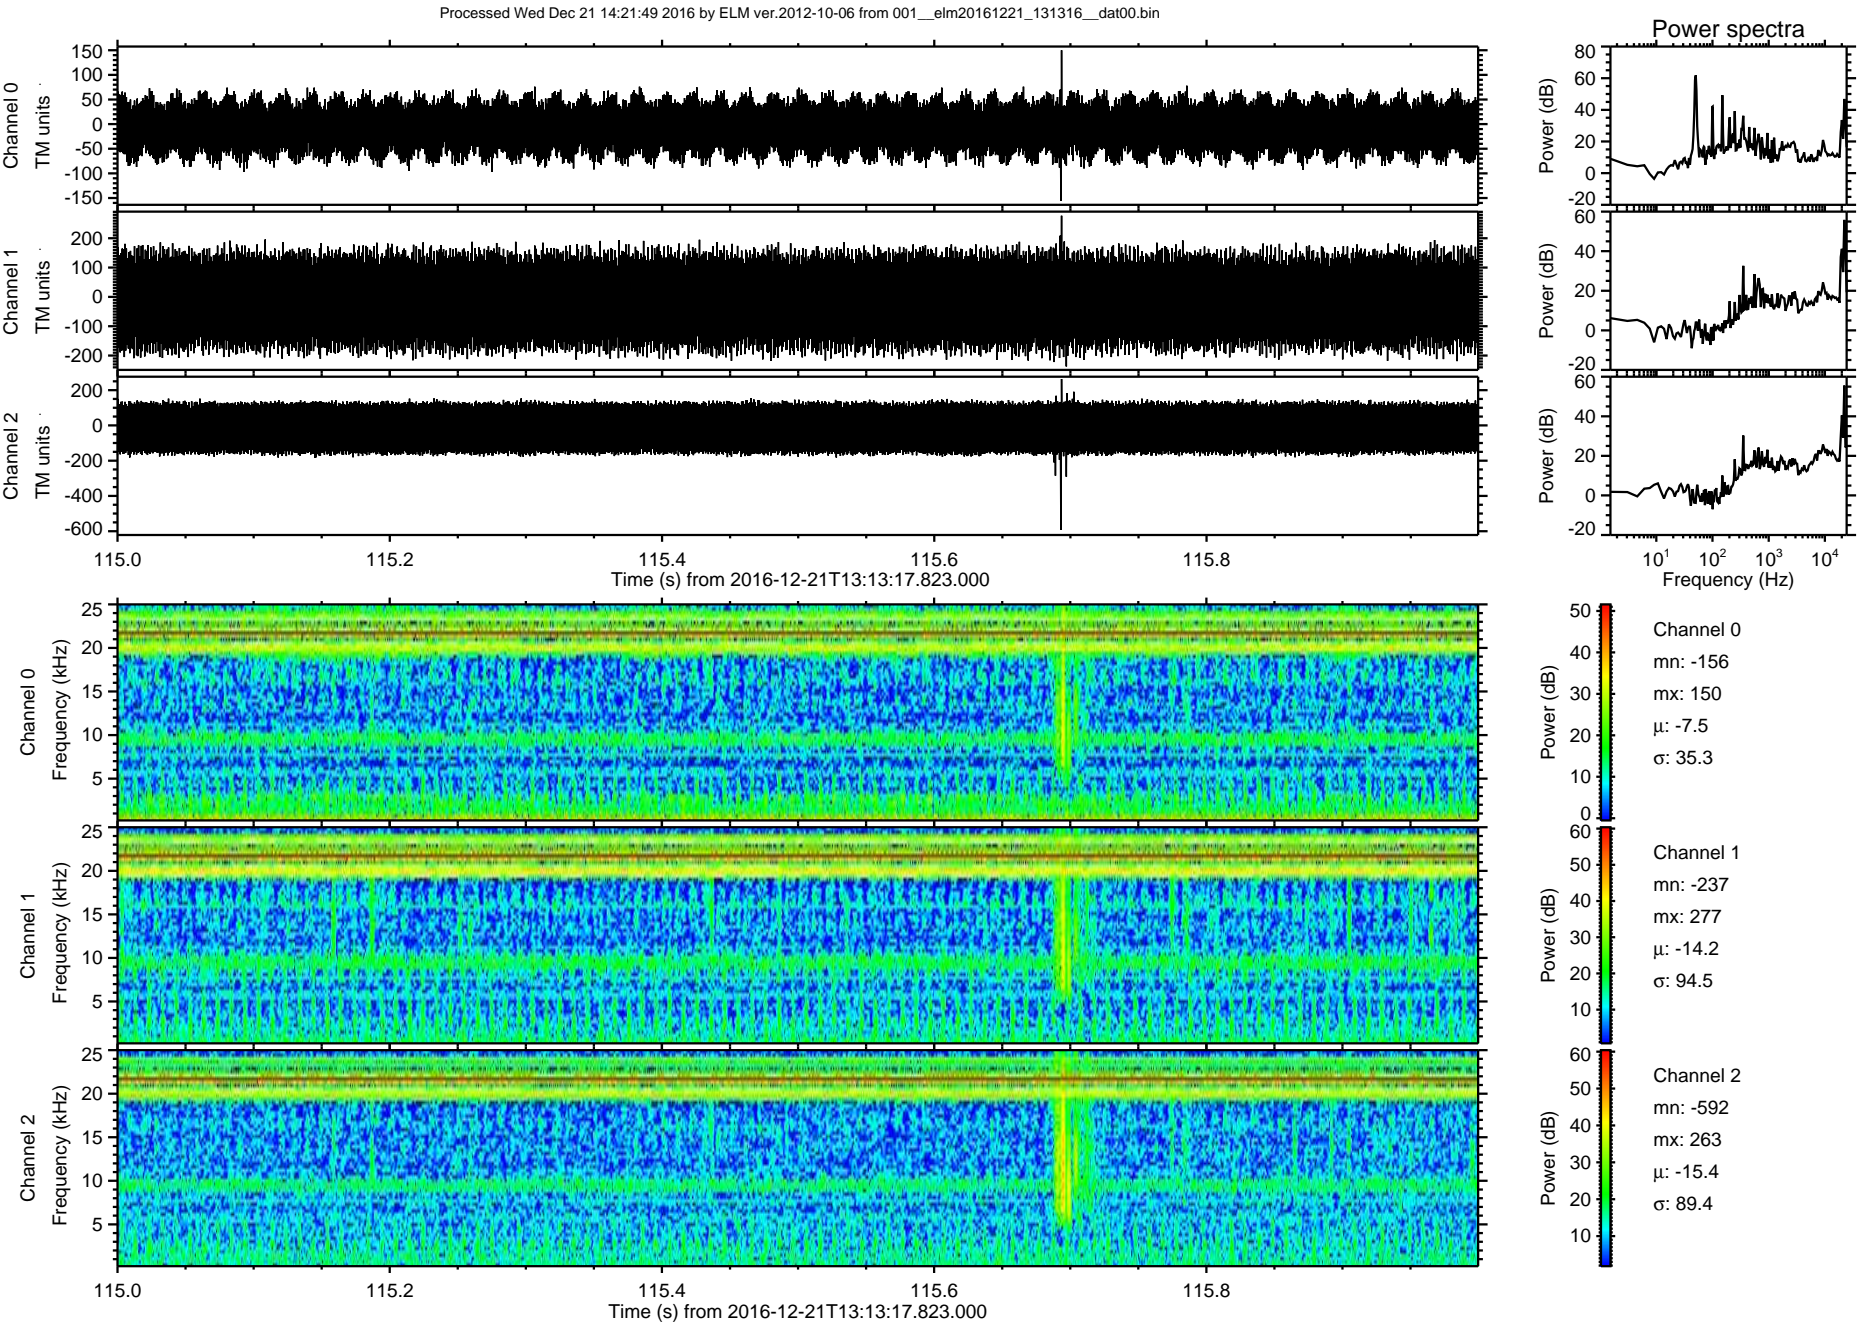 Processed Wed Dec 21 14:21:49 2016 by ELM ver.2012-10-06 from 001__elm20161221_131316__dat00.bin
Power spectra
Channel 0
TM units
150
100
50
0
-50
-100
-150
Power (dB)
80
60
40
20
0
-20
Channel 1
TM units
200
100
0
-100
-200
Power (dB)
60
40
20
0
-20
Channel 2
TM units
200
0
-200
-400
-600
Power (dB)
60
40
20
0
-20
115.0 115.2 115.4 115.6 115.8
Time (s) from 2016-12-21T13:13:17.823.000
10¹ 10² 10³ 10⁴
Frequency (Hz)
Channel 0
Frequency (kHz)
25
20
15
10
5
Power (dB)
50
40
30
20
10
0
Channel 0
mn: -156
mx: 150
μ: -7.5
σ: 35.3
Channel 1
Frequency (kHz)
25
20
15
10
5
Power (dB)
60
50
40
30
20
10
Channel 1
mn: -237
mx: 277
μ: -14.2
σ: 94.5
Channel 2
Frequency (kHz)
25
20
15
10
5
Power (dB)
60
50
40
30
20
10
Channel 2
mn: -592
mx: 263
μ: -15.4
σ: 89.4
115.0 115.2 115.4 115.6 115.8
Time (s) from 2016-12-21T13:13:17.823.000